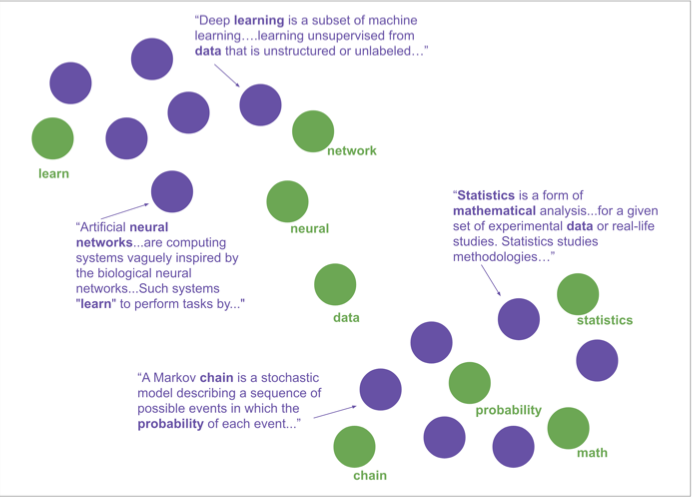 “Deep learning is a subset of machine
learning….learning unsupervised from
data that is unstructured or unlabeled…”
network
learn
“Statistics is a form of
mathematical analysis...for a given
set of experimental data or real-life
studies. Statistics studies
methodologies…”
“Artificial neural
networks...are computing
systems vaguely inspired by
the biological neural
networks...Such systems
"learn" to perform tasks by..."
neural
data
statistics
“A Markov chain is a stochastic
model describing a sequence of
possible events in which the
probability of each event...”
probability
math
chain